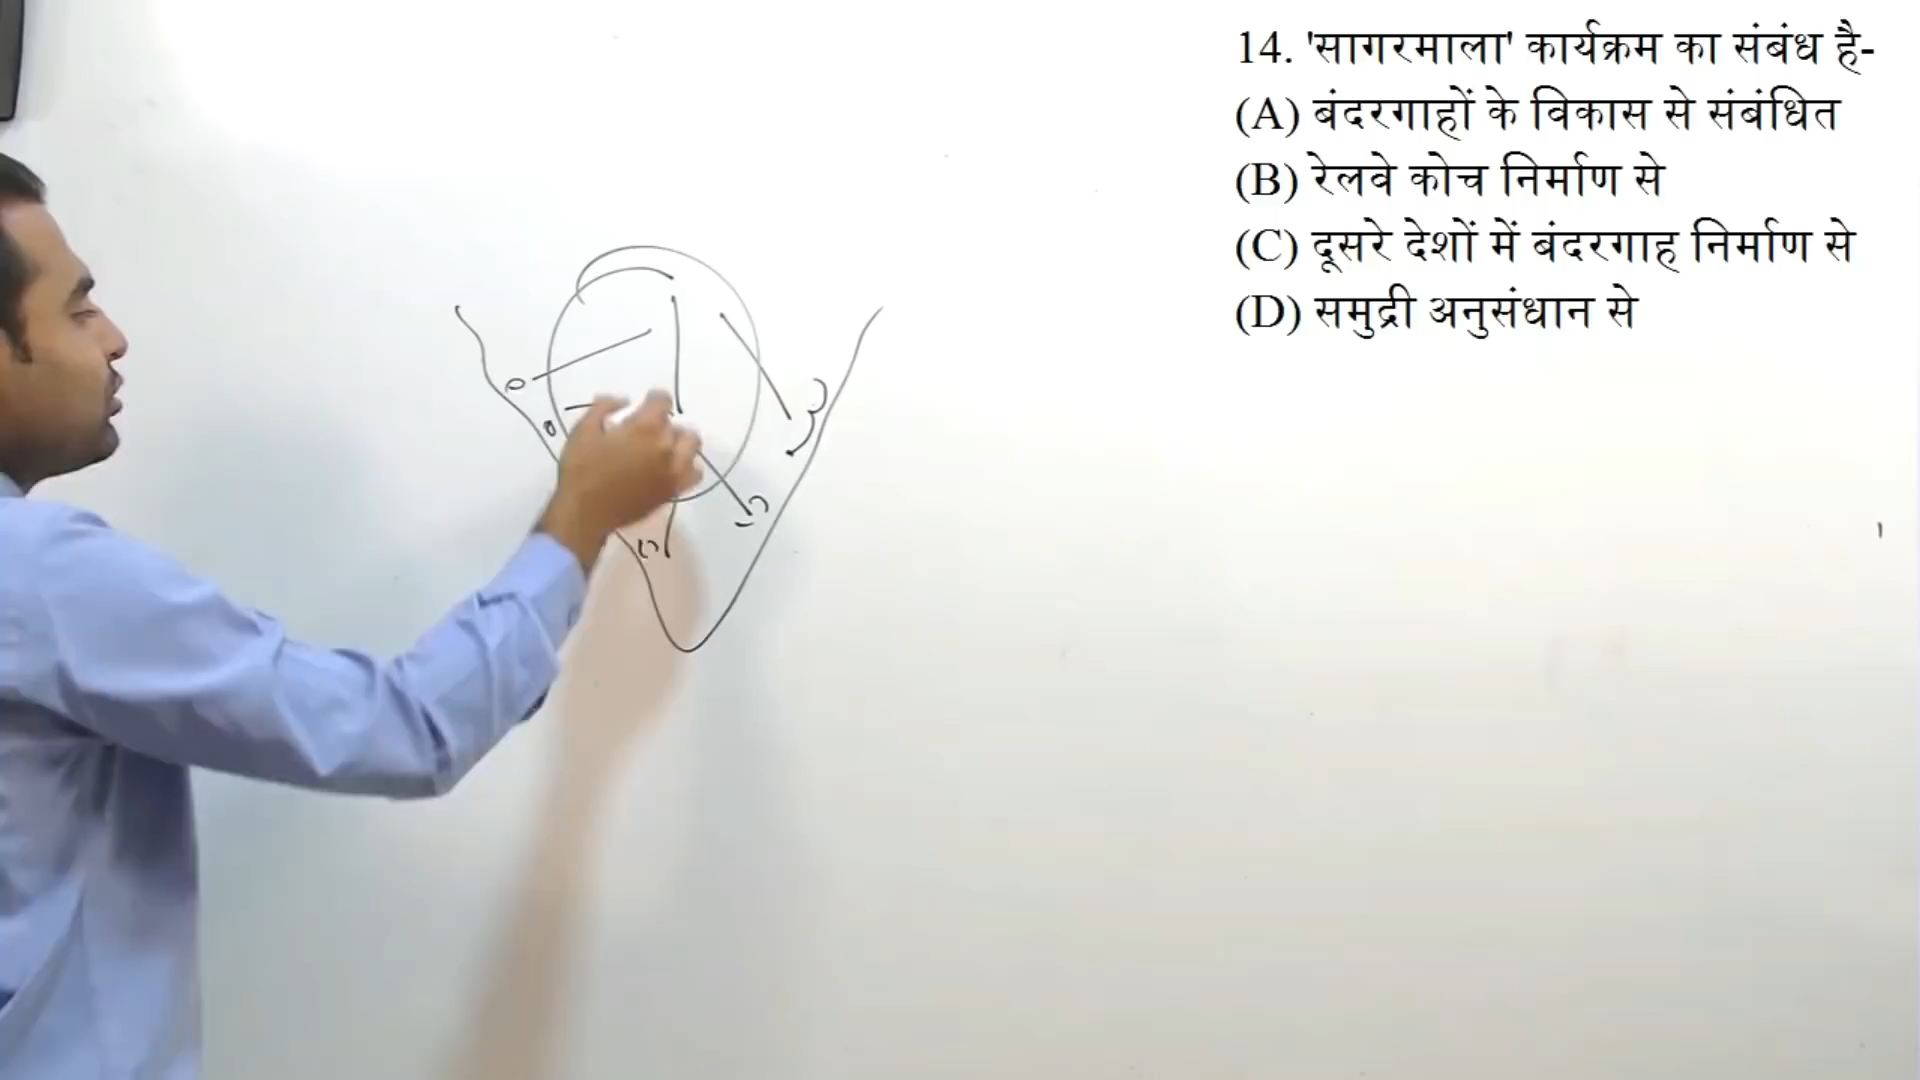 14. 'सागरमाला' कार्यक्रम का संबंध है-
(A) बंदरगाहों के विकास से संबंधित
(B) रेलवे कोच निर्माण से
(C) दूसरे देशों में बंदरगाह निर्माण से
(D) समुद्री अनुसंधान से